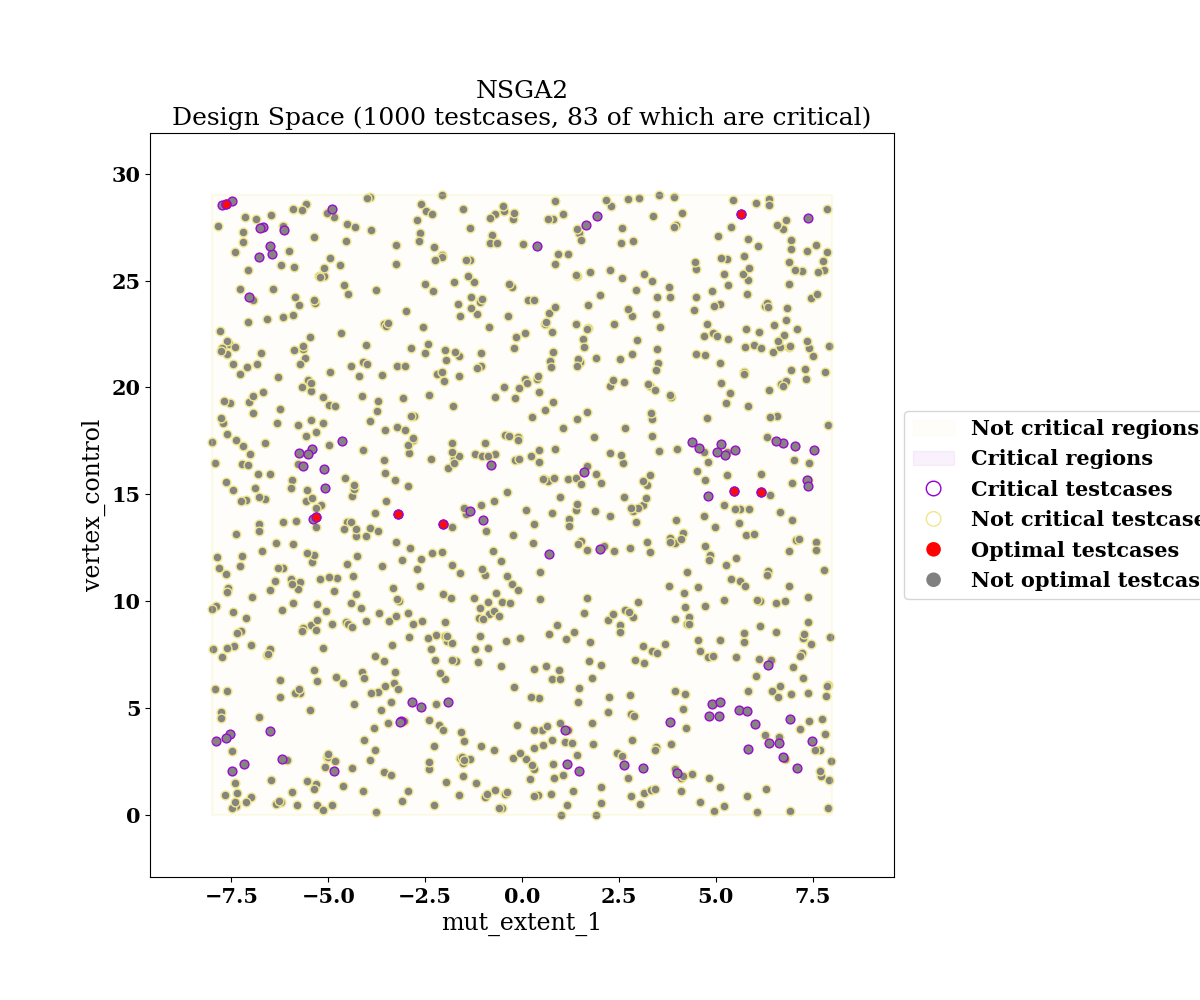 NSGA2
Design Space (1000 testcases, 83 of which are critical)
30
25
20
15
10
5
0
vertex_control
−7.5 −5.0 −2.5 0.0 2.5 5.0 7.5
mut_extent_1
Not critical regions
Critical regions
Critical testcases
Not critical testcase
Optimal testcases
Not optimal testcas